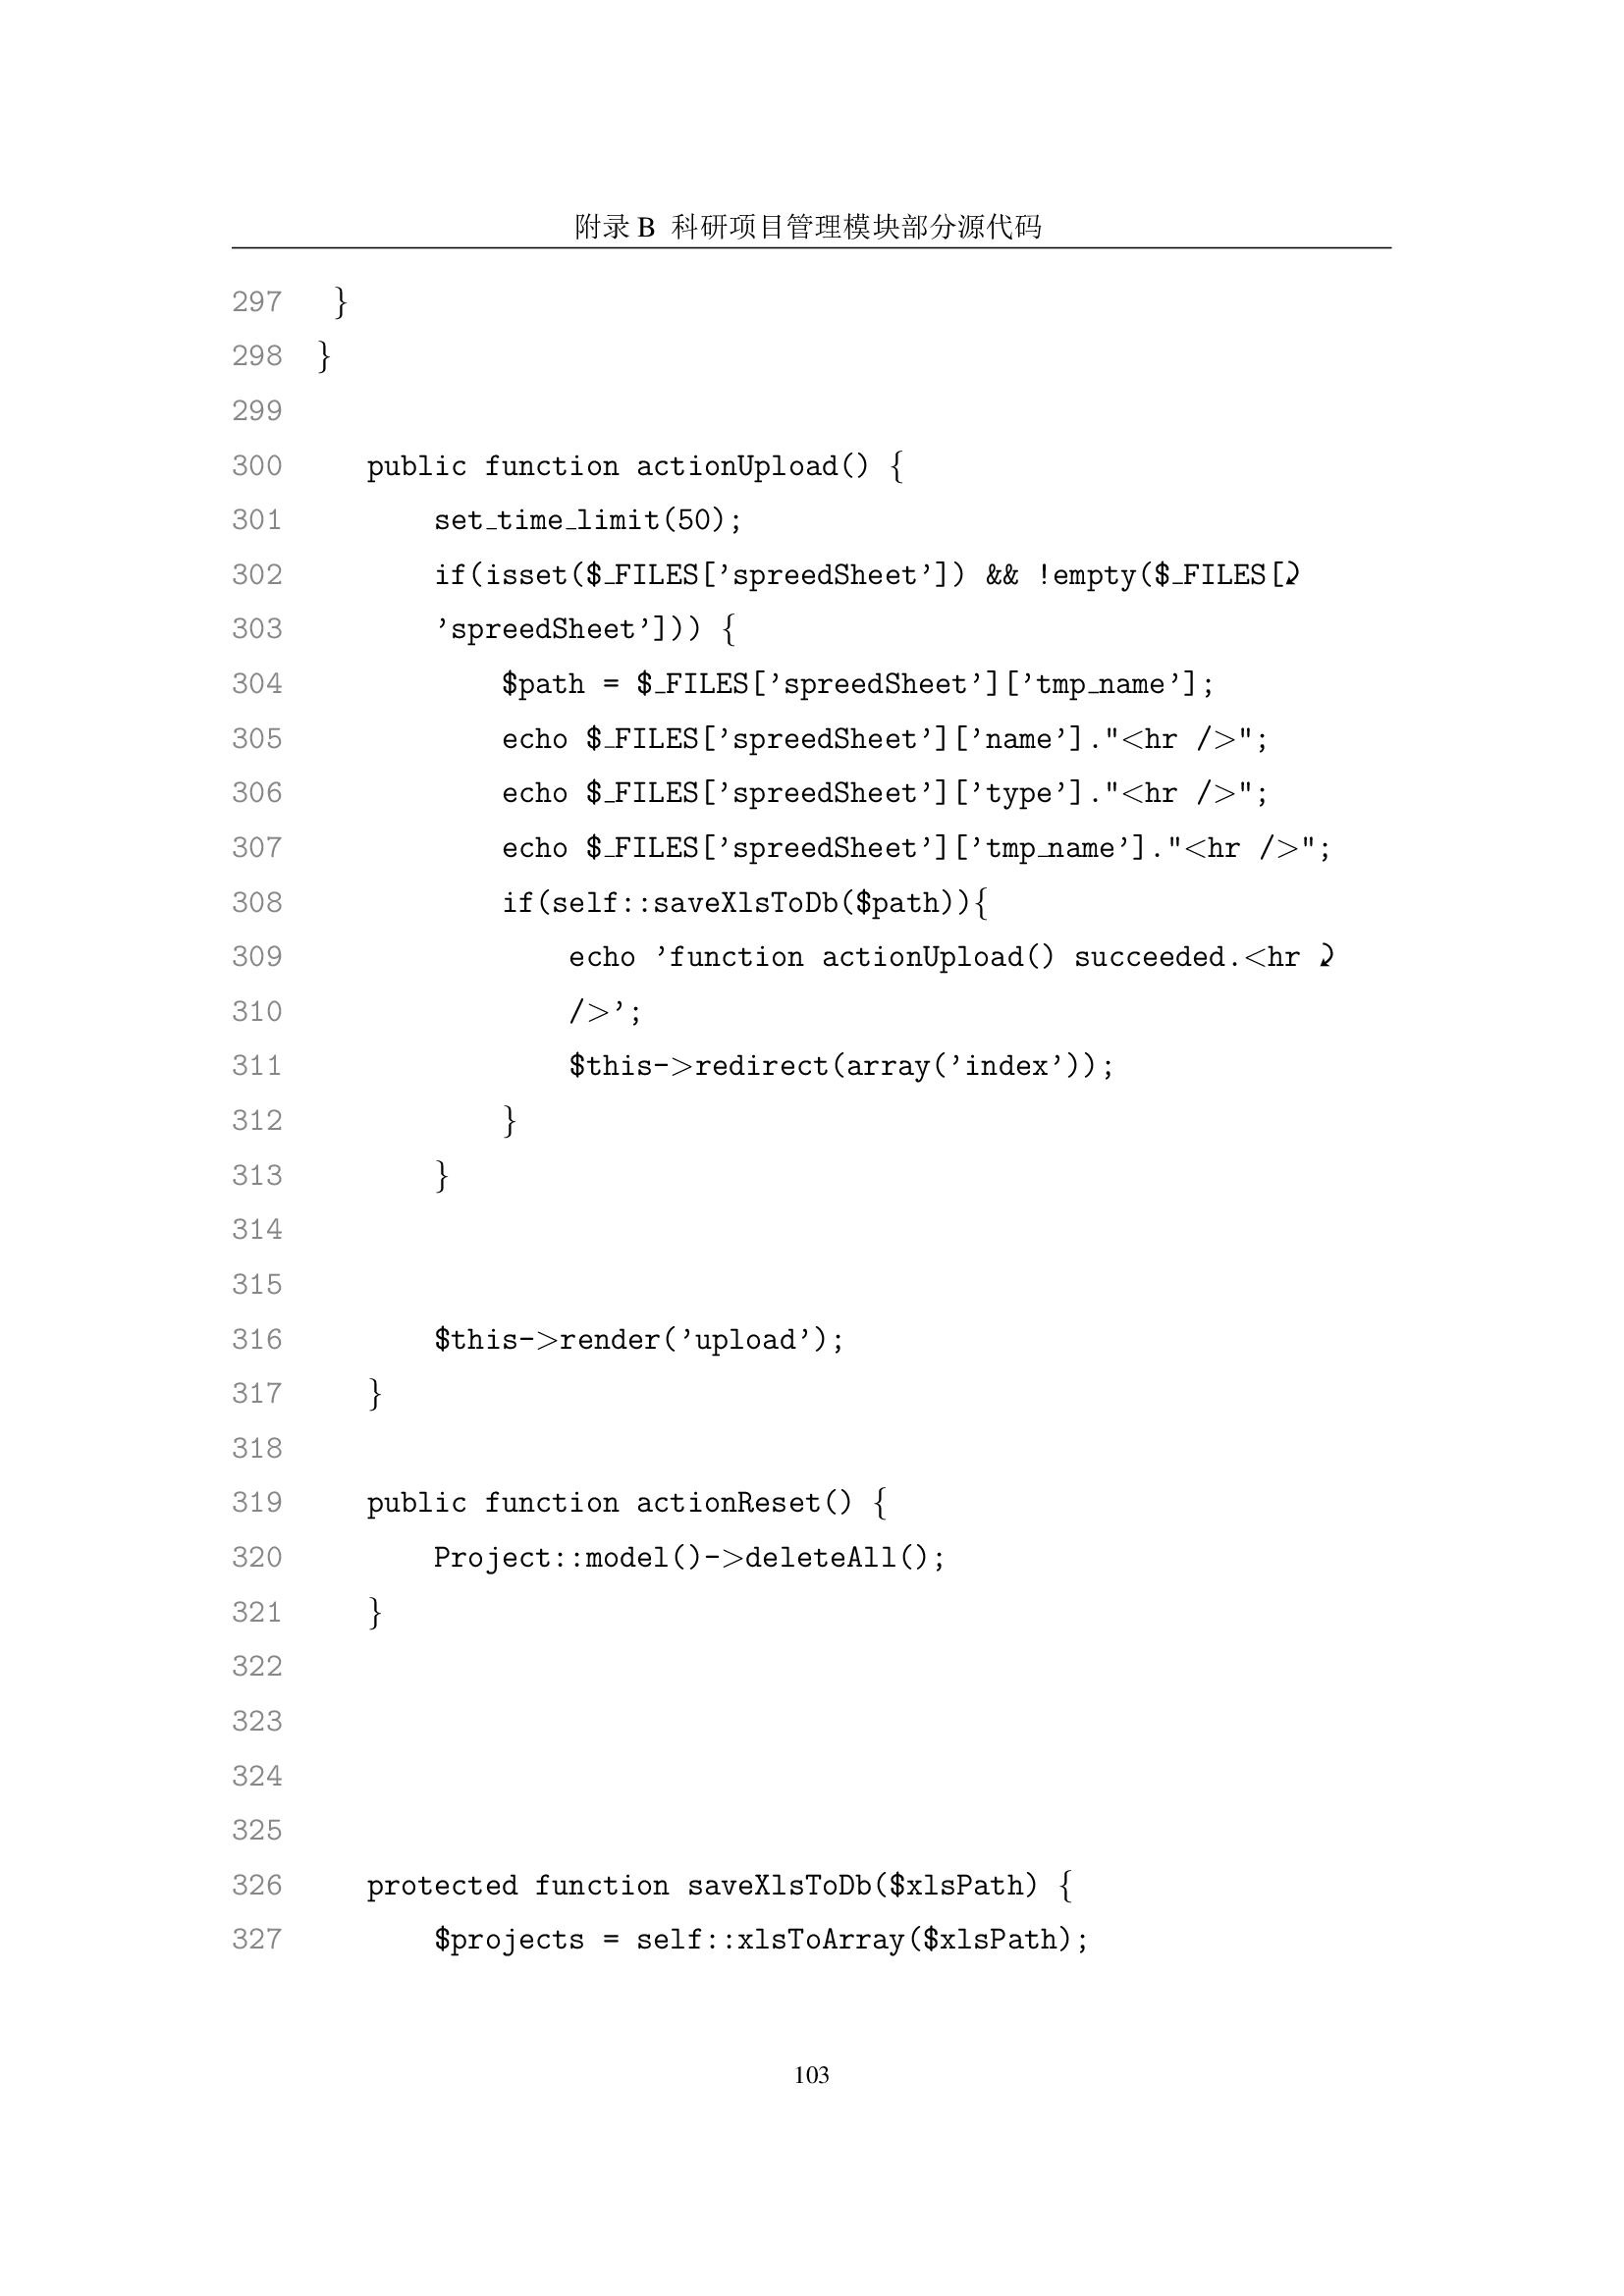 附录 B 科研项目管理模块部分源代码
297 }
298 }
299
300 public function actionUpload() {
301 set_time_limit(50);
302 if(isset($_FILES['spreedSheet']) && !empty($_FILES[⤸
303 'spreedSheet'])) {
304 $path = $_FILES['spreedSheet']['tmp_name'];
305 echo $_FILES['spreedSheet']['name']."<hr />";
306 echo $_FILES['spreedSheet']['type']."<hr />";
307 echo $_FILES['spreedSheet']['tmp_name']."<hr />";
308 if(self::saveXlsToDb($path)){
309 echo 'function actionUpload() succeeded.<hr ⤸
310 />';
311 $this->redirect(array('index'));
312 }
313 }
314
315
316 $this->render('upload');
317 }
318
319 public function actionReset() {
320 Project::model()->deleteAll();
321 }
322
323
324
325
326 protected function saveXlsToDb($xlsPath) {
327 $projects = self::xlsToArray($xlsPath);
103